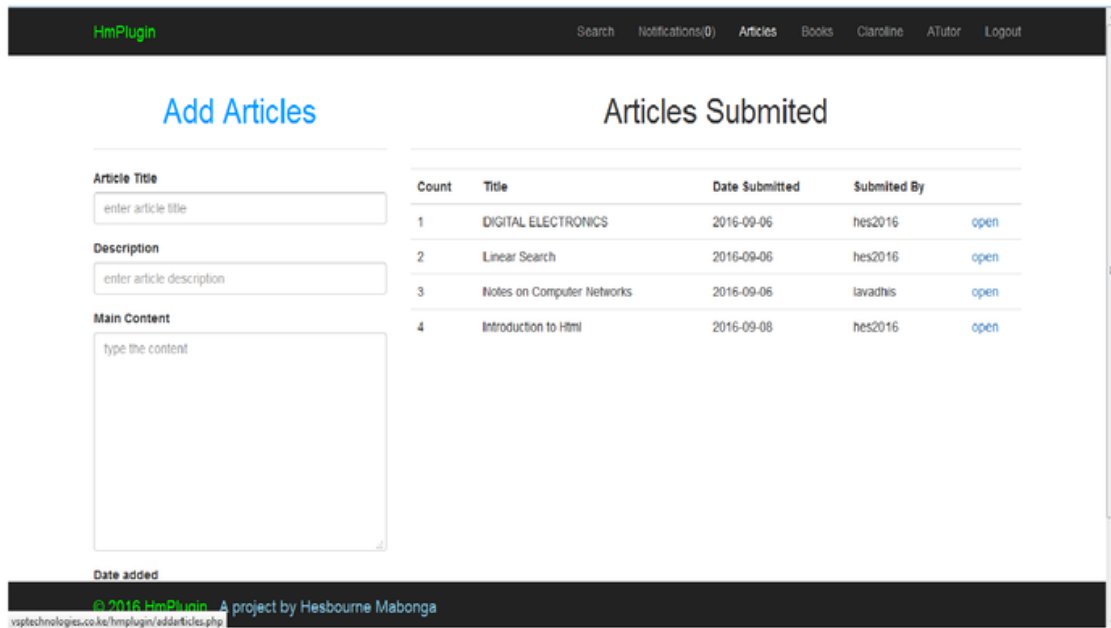 HmPlugin Search Notifications(0) Articles Books Claroline ATutor Logout
Add Articles
Article Title
enter article title
Description
enter article description
Main Content
type the content
Date added
Articles Submited
Count Title Date Submitted Submited By
1 DIGITAL ELECTRONICS 2016-09-06 hes2016 open
2 Linear Search 2016-09-06 hes2016 open
3 Notes on Computer Networks 2016-09-06 lavadhis open
4 Introduction to Html 2016-09-08 hes2016 open
© 2016 HmPlugin A project by Hesbourne Mabonga
vsptechnologies.co.ke/hmplugin/addarticles.php